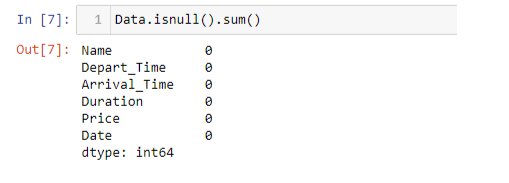 In [7]: 1 Data.isnull().sum()
Out[7]: Name 0
Depart_Time 0
Arrival_Time 0
Duration 0
Price 0
Date 0
dtype: int64